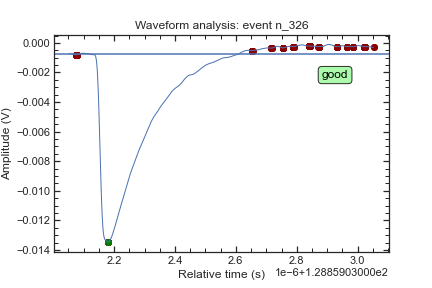 Waveform analysis: event n_326
0.000
−0.002
−0.004
−0.006
−0.008
−0.010
−0.012
−0.014
Amplitude (V)
good
2.2
2.4
2.6
2.8
3.0
Relative time (s)
1e−6+1.2885903000e2